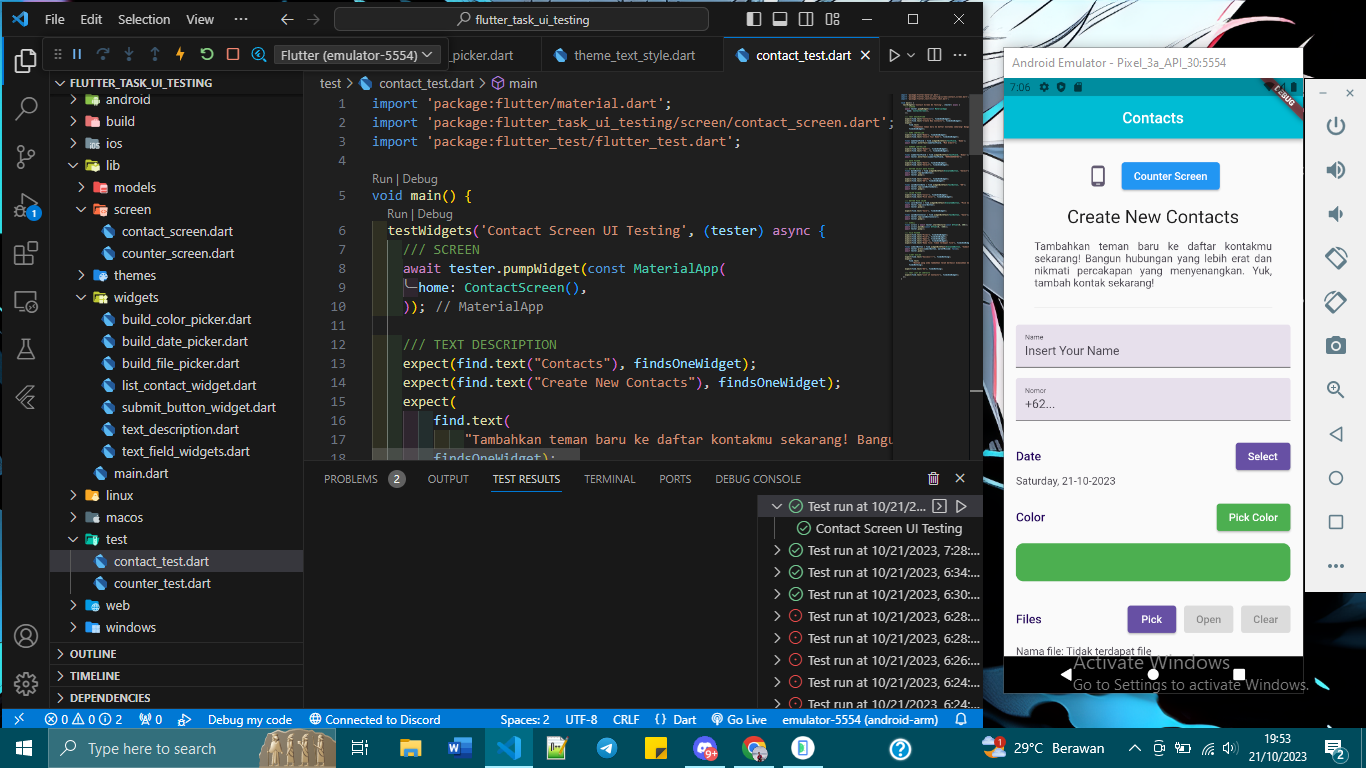 File Edit Selection View ··· flutter_task_ui_testing
Flutter (emulator-5554) _picker.dart theme_text_style.dart contact_test.dart
FLUTTER_TASK_UI_TESTING
android
build
ios
lib
models
screen
contact_screen.dart
counter_screen.dart
themes
widgets
build_color_picker.dart
build_date_picker.dart
build_file_picker.dart
list_contact_widget.dart
submit_button_widget.dart
text_description.dart
text_field_widgets.dart
main.dart
linux
macos
test
contact_test.dart
counter_test.dart
web
windows
OUTLINE
TIMELINE
DEPENDENCIES
1
test > contact_test.dart > main
1 import 'package:flutter/material.dart';
2 import 'package:flutter_task_ui_testing/screen/contact_screen.dart';
3 import 'package:flutter_test/flutter_test.dart';
4
Run | Debug
5 void main() {
Run | Debug
6 testWidgets('Contact Screen UI Testing', (tester) async {
7 /// SCREEN
8 await tester.pumpWidget(const MaterialApp(
9 home: ContactScreen(),
10 )); // MaterialApp
11
12 /// TEXT DESCRIPTION
13 expect(find.text("Contacts"), findsOneWidget);
14 expect(find.text("Create New Contacts"), findsOneWidget);
15 expect(
16 find.text(
17 "Tambahkan teman baru ke daftar kontakmu sekarang! Bangu
18 findsOneWidget);
PROBLEMS 2 OUTPUT TEST RESULTS TERMINAL PORTS DEBUG CONSOLE
Test run at 10/21/2...
Contact Screen UI Testing
Test run at 10/21/2023, 7:28:...
Test run at 10/21/2023, 6:34:...
Test run at 10/21/2023, 6:30:...
Test run at 10/21/2023, 6:28:...
Test run at 10/21/2023, 6:28:...
Test run at 10/21/2023, 6:26:...
Test run at 10/21/2023, 6:24:...
Test run at 10/21/2023, 6:24:...
0 0 2 0 Debug my code Connected to Discord Spaces: 2 UTF-8 CRLF {} Dart Go Live emulator-5554 (android-arm)
Android Emulator - Pixel_3a_API_30:5554
7:06
DEBUG
Contacts
Counter Screen
Create New Contacts
Tambahkan teman baru ke daftar kontakmu
sekarang! Bangun hubungan yang lebih erat dan
nikmati percakapan yang menyenangkan. Yuk,
tambah kontak sekarang!
Name
Insert Your Name
Nomor
+62...
Date Select
Saturday, 21-10-2023
Color Pick Color
Files Pick Open Clear
Nama file: Tidak terdapat file
Activate Windows
Go to Settings to activate Windows.
Type here to search
9+
1
29°C Berawan
19:53
21/10/2023
2